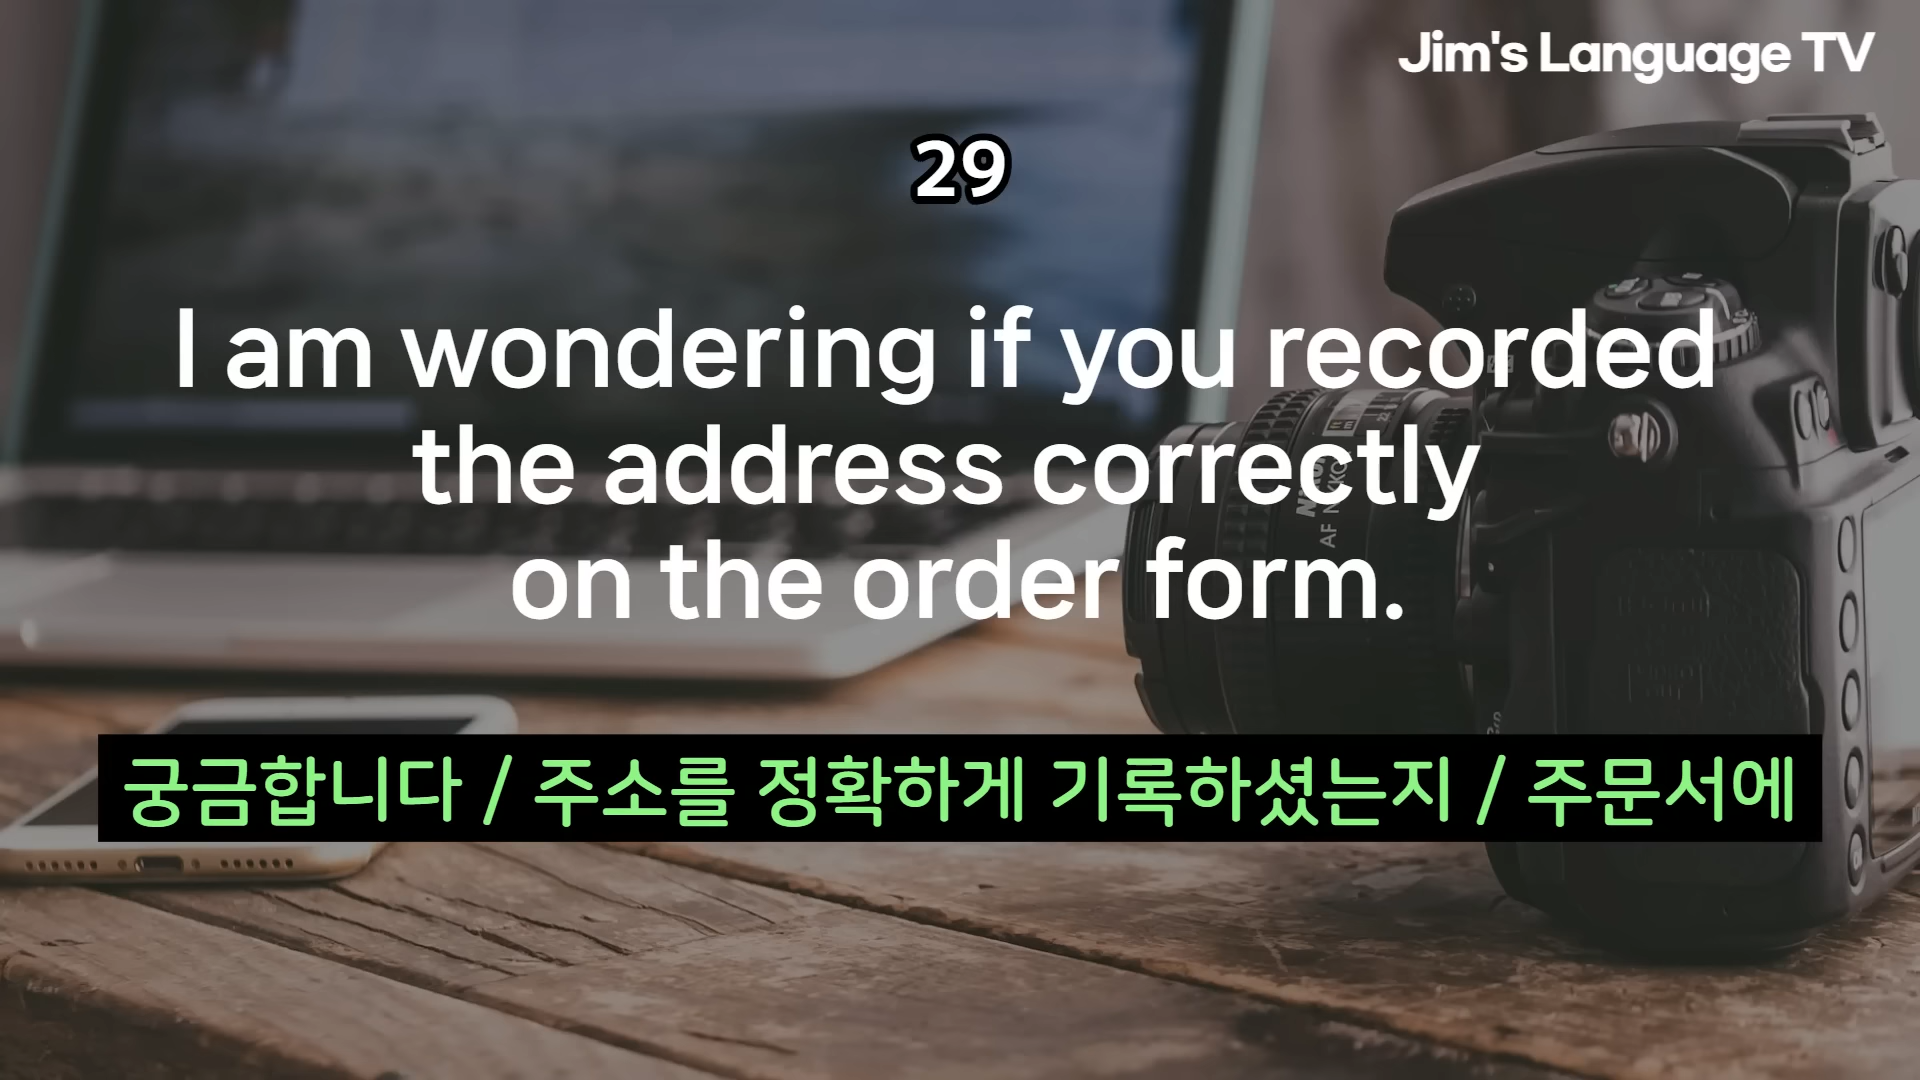 Jim's Language TV
29
I am wondering if you recorded
the address correctly
on the order form.
궁금합니다 / 주소를 정확하게 기록하셨는지 / 주문서에